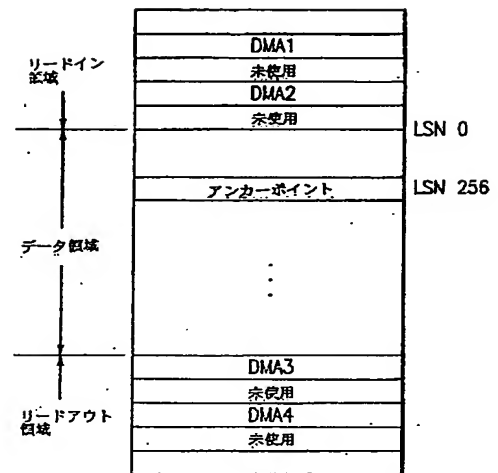 DMA1
リードイン
領域
未使用
DMA2
未使用
LSN 0
アンカーポイント
LSN 256
データ領域
DMA3
未使用
リードアウト
領域
DMA4
未使用